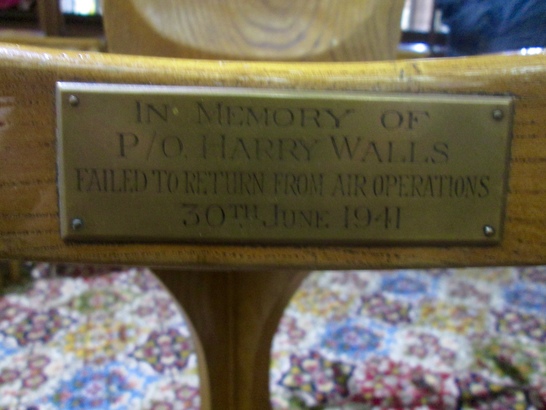 IN MEMORY OF
P/O. HARRY WALLS
FAILED TO RETURN FROM AIR OPERATIONS
30TH JUNE 1941